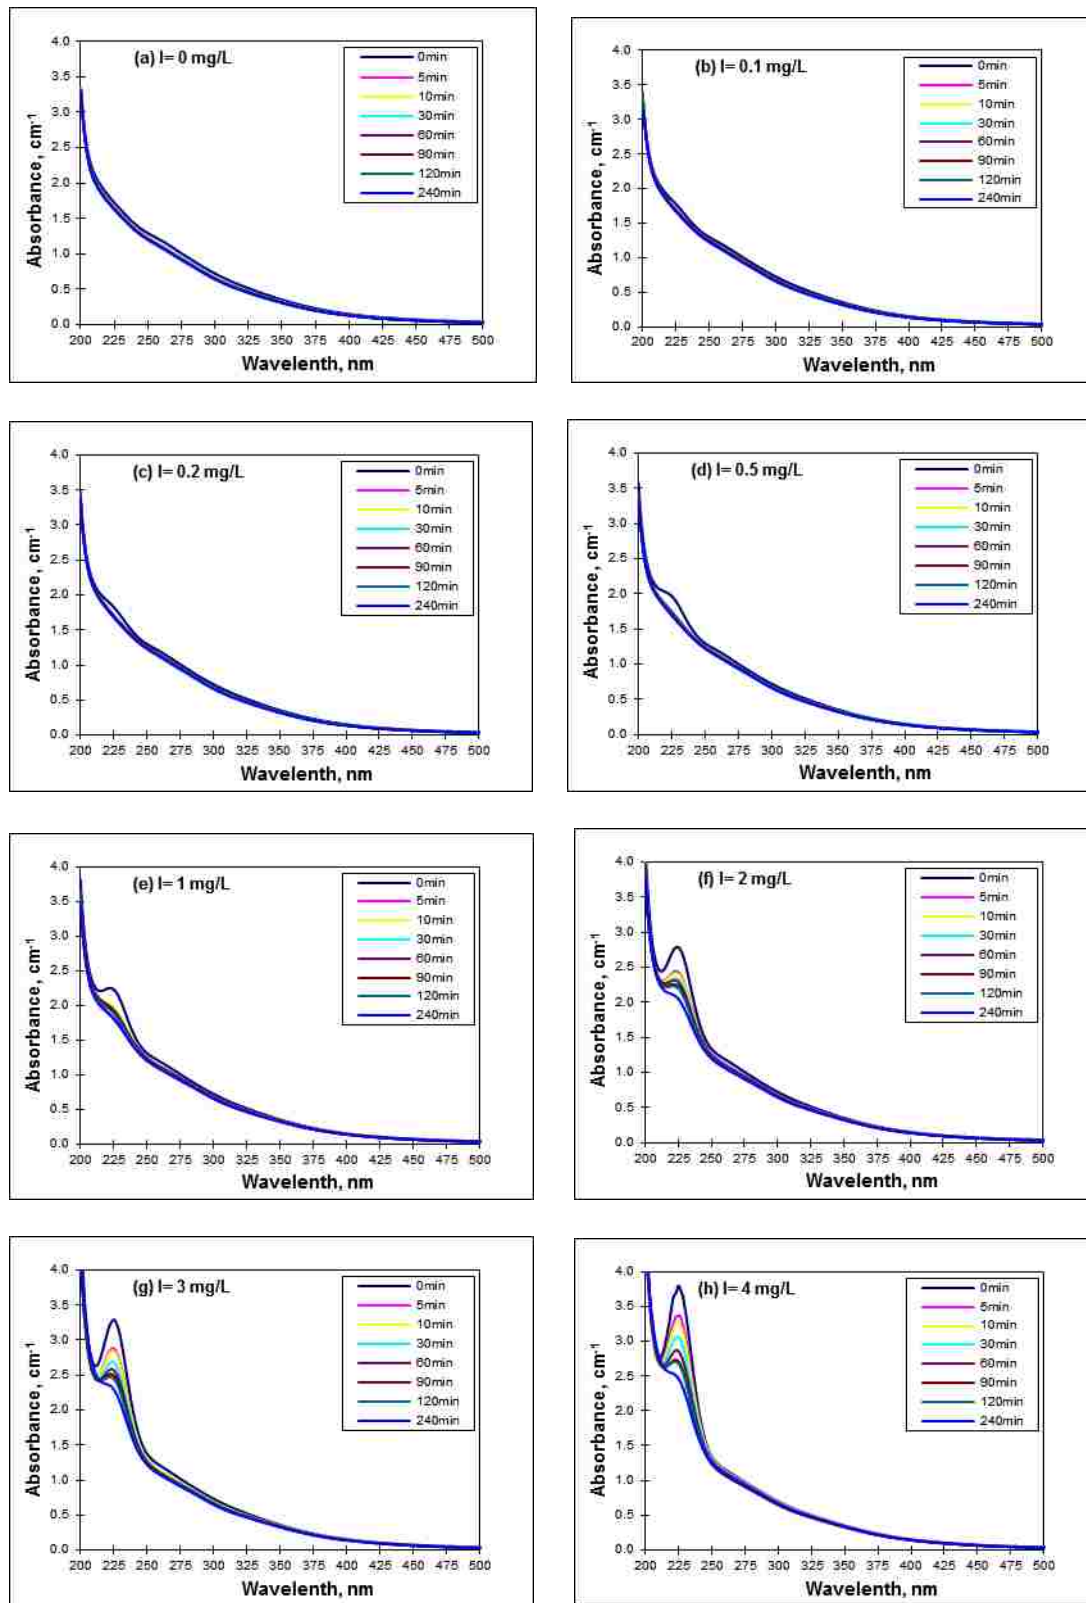 (a) I= 0 mg/L
4.0
3.5
3.0
2.5
2.0
1.5
1.0
0.5
0.0
Absorbance, cm-1
0min
5min
10min
30min
60min
90min
120min
240min
200 225 250 275 300 325 350 375 400 425 450 475 500
Wavelenth, nm
(b) I= 0.1 mg/L
4.0
3.5
3.0
2.5
2.0
1.5
1.0
0.5
0.0
Absorbance, cm-1
0min
5min
10min
30min
60min
90min
120min
240min
200 225 250 275 300 325 350 375 400 425 450 475 500
Wavelenth, nm
(c) I= 0.2 mg/L
4.0
3.5
3.0
2.5
2.0
1.5
1.0
0.5
0.0
Absorbance, cm-1
0min
5min
10min
30min
60min
90min
120min
240min
200 225 250 275 300 325 350 375 400 425 450 475 500
Wavelenth, nm
(d) I= 0.5 mg/L
4.0
3.5
3.0
2.5
2.0
1.5
1.0
0.5
0.0
Absorbance, cm-1
0min
5min
10min
30min
60min
90min
120min
240min
200 225 250 275 300 325 350 375 400 425 450 475 500
Wavelenth, nm
(e) I= 1 mg/L
4.0
3.5
3.0
2.5
2.0
1.5
1.0
0.5
0.0
Absorbance, cm-1
0min
5min
10min
30min
60min
90min
120min
240min
200 225 250 275 300 325 350 375 400 425 450 475 500
Wavelenth, nm
(f) I= 2 mg/L
4.0
3.5
3.0
2.5
2.0
1.5
1.0
0.5
0.0
Absorbance, cm-1
0min
5min
10min
30min
60min
90min
120min
240min
200 225 250 275 300 325 350 375 400 425 450 475 500
Wavelenth, nm
(g) I= 3 mg/L
4.0
3.5
3.0
2.5
2.0
1.5
1.0
0.5
0.0
Absorbance, cm-1
0min
5min
10min
30min
60min
90min
120min
240min
200 225 250 275 300 325 350 375 400 425 450 475 500
Wavelenth, nm
(h) I= 4 mg/L
4.0
3.5
3.0
2.5
2.0
1.5
1.0
0.5
0.0
Absorbance, cm-1
0min
5min
10min
30min
60min
90min
120min
240min
200 225 250 275 300 325 350 375 400 425 450 475 500
Wavelenth, nm